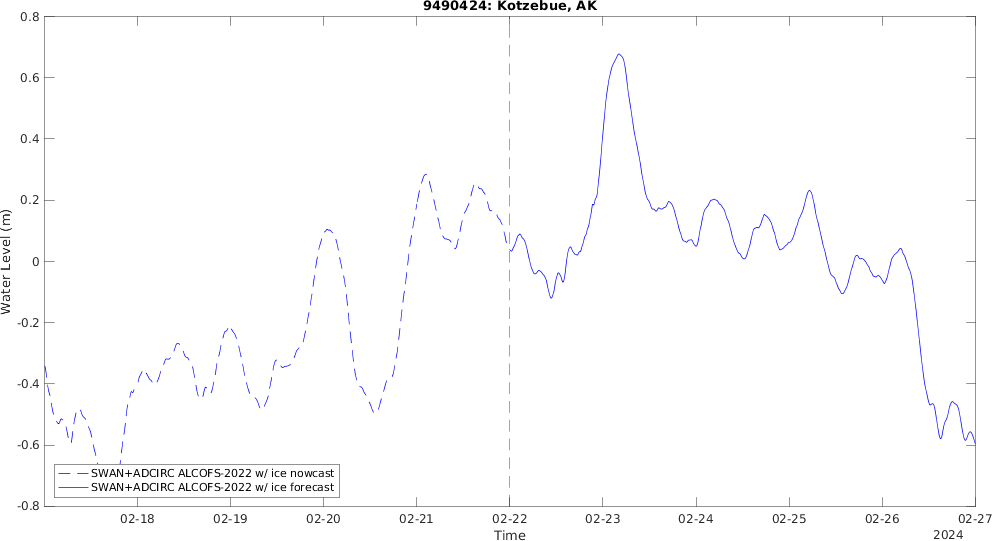 9490424: Kotzebue, AK
Water Level (m)
0.8
0.6
0.4
0.2
0
-0.2
-0.4
-0.6
-0.8
SWAN+ADCIRC ALCOFS-2022 w/ ice nowcast
SWAN+ADCIRC ALCOFS-2022 w/ ice forecast
02-18 02-19 02-20 02-21 02-22 02-23 02-24 02-25 02-26 02-27
Time
2024